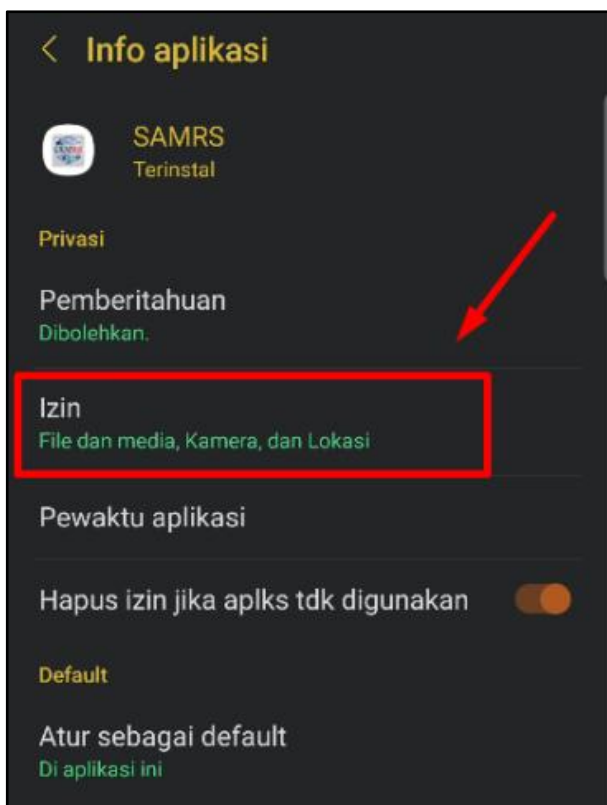 Info aplikasi
SAMRS
Terinstal
Privasi
Pemberitahuan
Dibolehkan.
Izin
File dan media, Kamera, dan Lokasi
Pewaktu aplikasi
Hapus izin jika aplks tdk digunakan
Default
Atur sebagai default
Di aplikasi ini